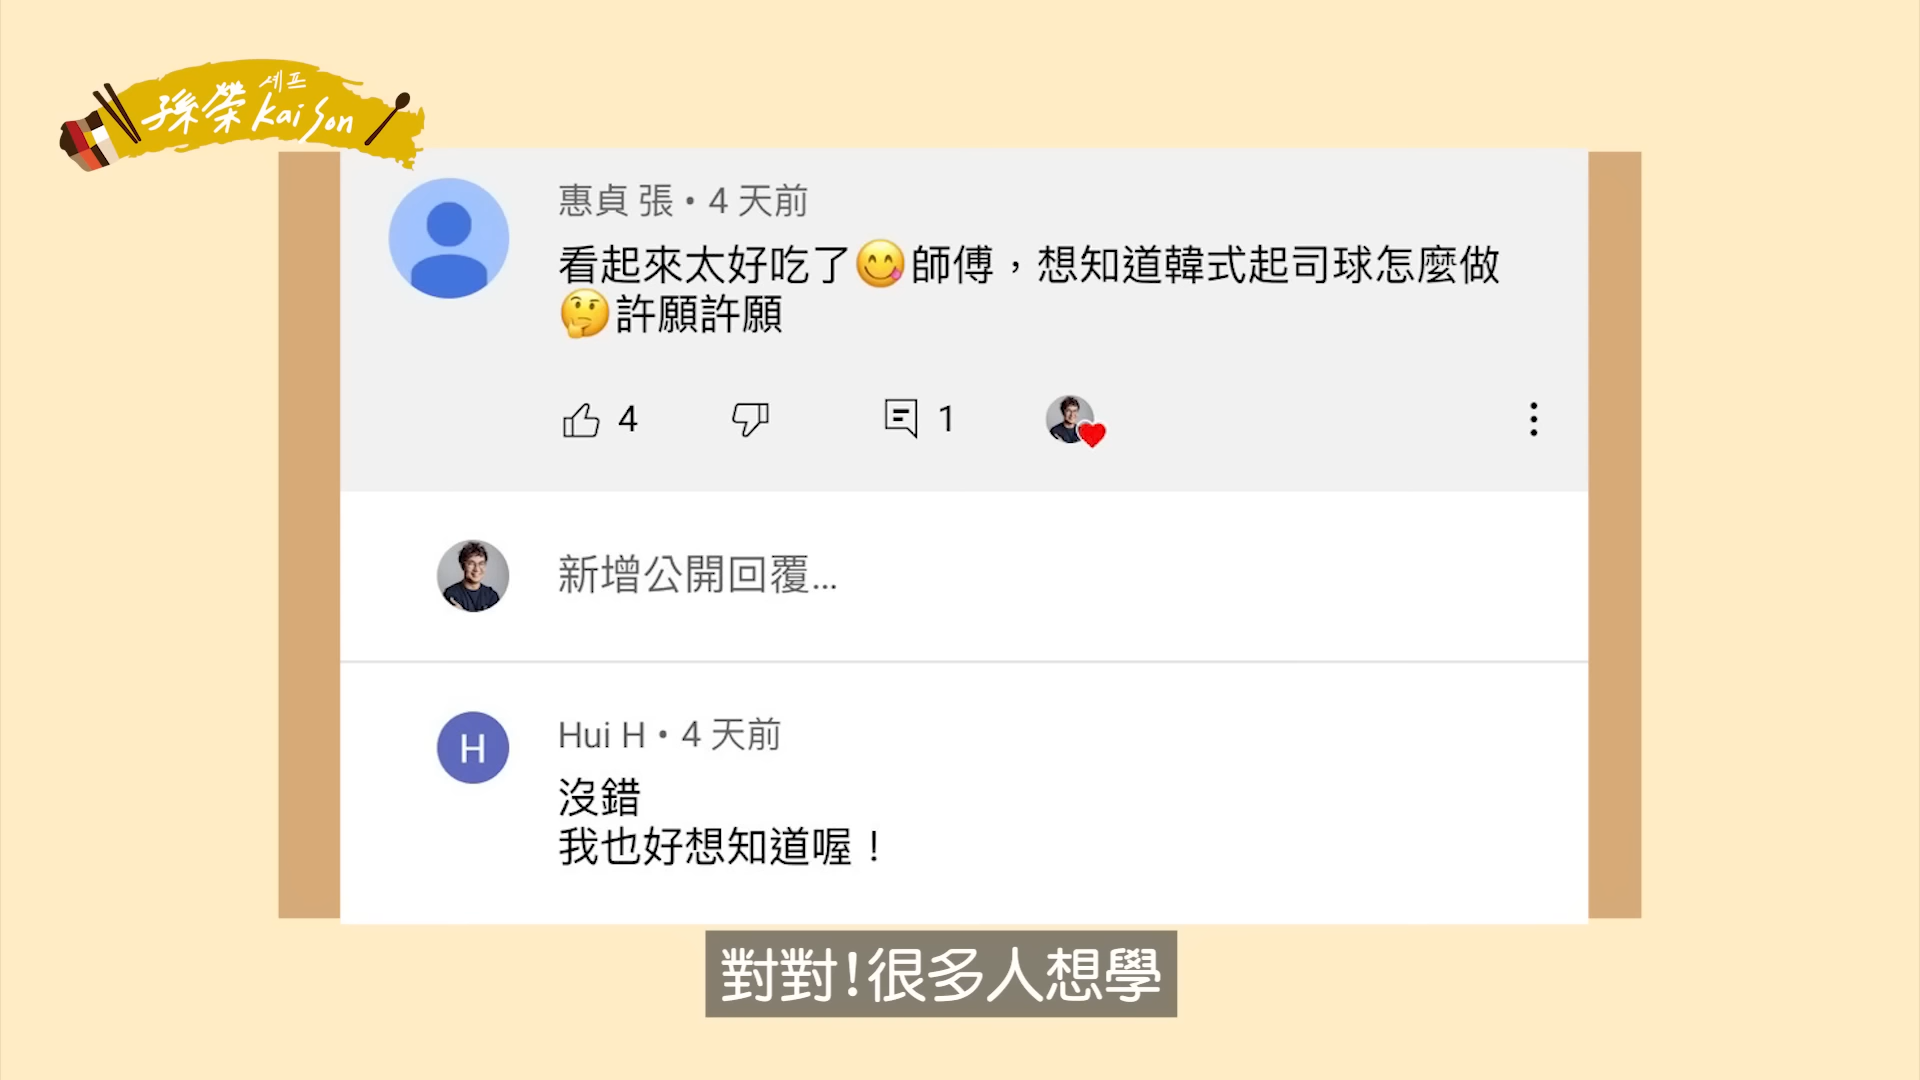 셰프
孫榮 Kai Son
惠貞 張 • 4 天前
看起來太好吃了😋師傅，想知道韓式起司球怎麼做
🤔許願許願
4
1
新增公開回覆...
H
Hui H • 4 天前
沒錯
我也好想知道喔！
對對!很多人想學